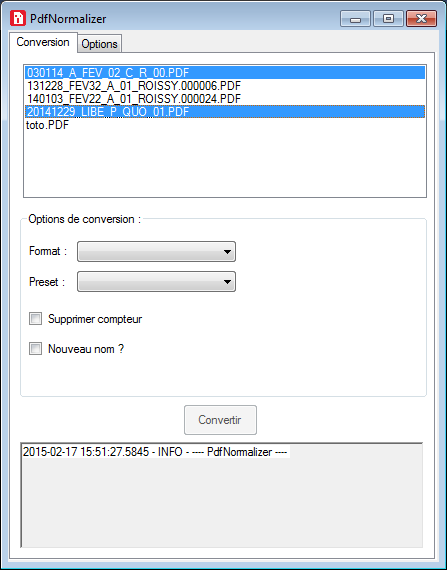 PdfNormalizer
Conversion
Options
030114_A_FEV_02_C_R_00.PDF
131228_FEV32_A_01_ROISSY.000006.PDF
140103_FEV22_A_01_ROISSY.000024.PDF
20141229_LIBE_P_QUO_01.PDF
toto.PDF
Options de conversion :
Format :
Preset :
Supprimer compteur
Nouveau nom ?
Convertir
2015-02-17 15:51:27.5845 - INFO - ---- PdfNormalizer ----